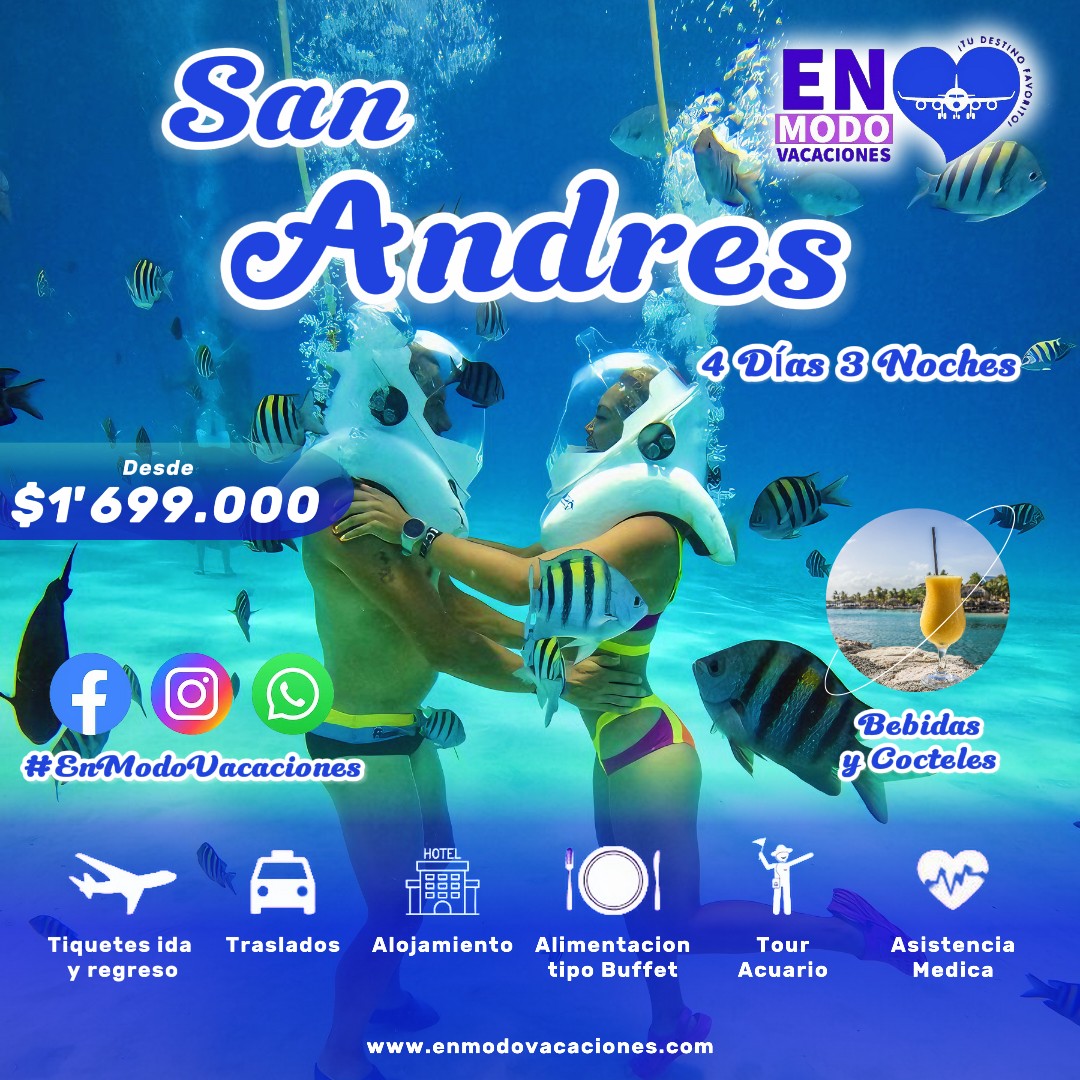 San
Andres
EN
MODO
VACACIONES
¡TU DESTINO FAVORITO!
4 Días 3 Noches
Desde
$1'699.000
#EnModoVacaciones
Bebidas
y Cocteles
HOTEL
Tiquetes ida
y regreso
Traslados
Alojamiento
Alimentacion
tipo Buffet
Tour
Acuario
Asistencia
Medica
www.enmodovacaciones.com